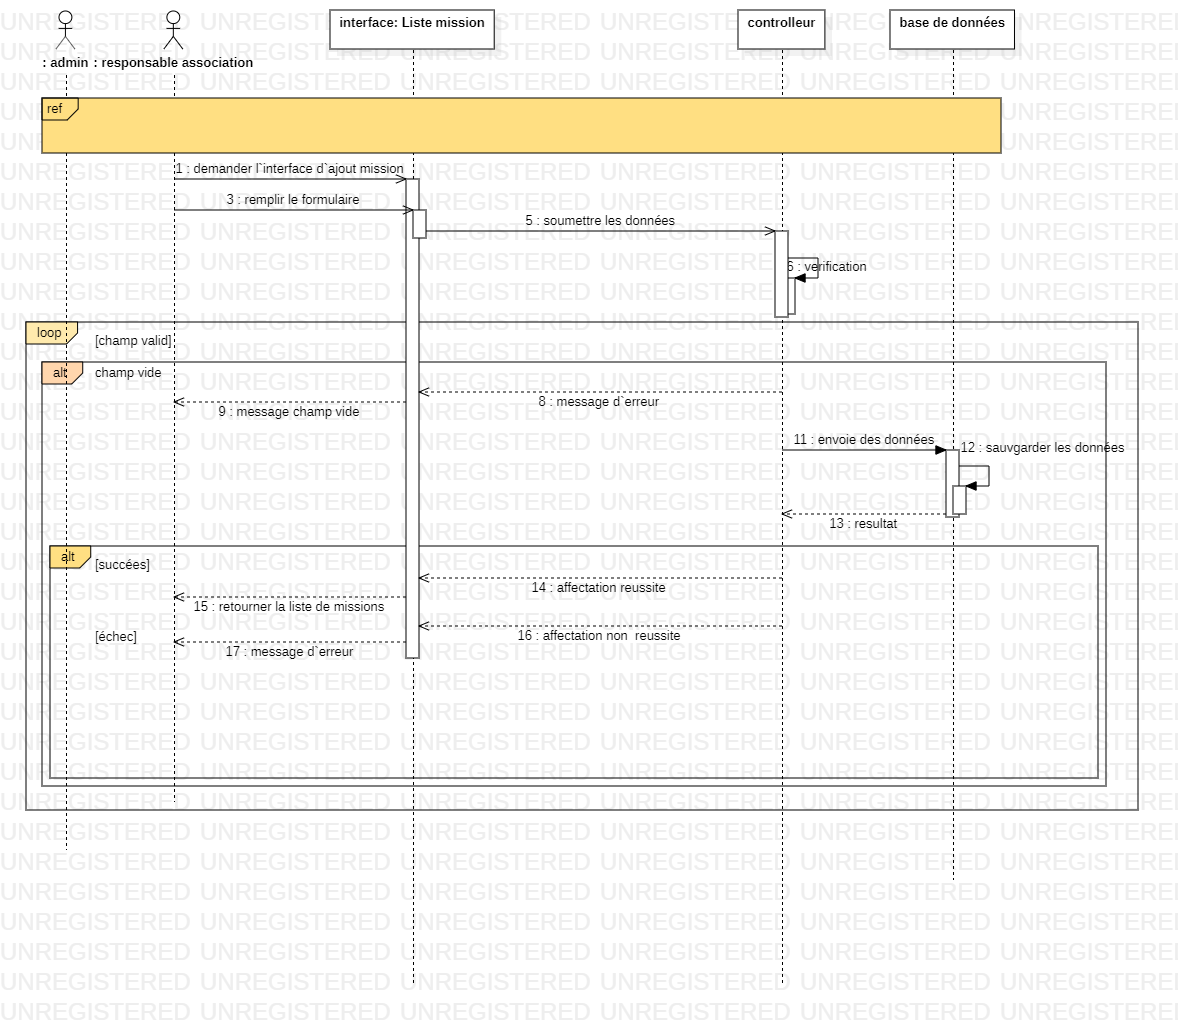 interface: Liste mission
controlleur
base de données
: admin
: responsable association
ref
1 : demander l`interface d`ajout mission
3 : remplir le formulaire
5 : soumettre les données
6 : verification
loop
[champ valid]
alt
champ vide
8 : message d`erreur
9 : message champ vide
11 : envoie des données
12 : sauvgarder les données
13 : resultat
alt
[succées]
14 : affectation reussite
15 : retourner la liste de missions
16 : affectation non  reussite
[échec]
17 : message d`erreur
UNREGISTERED